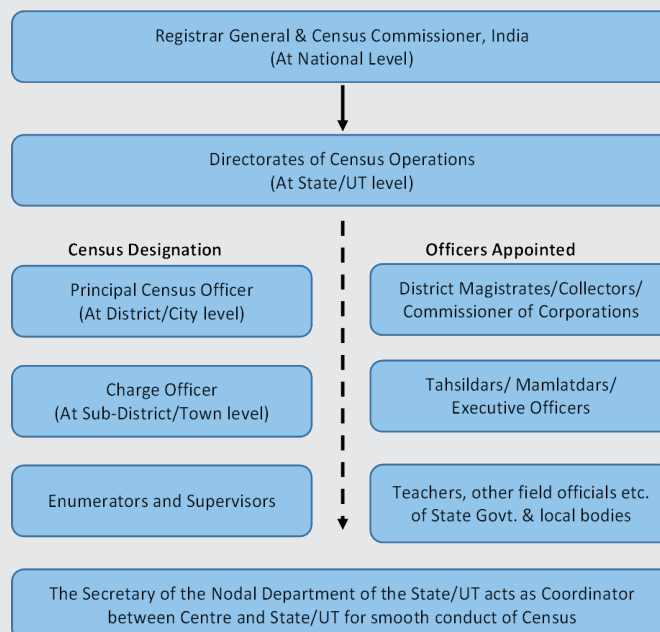 Registrar General & Census Commissioner, India
(At National Level)
Directorates of Census Operations
(At State/UT level)
Census Designation
Officers Appointed
Principal Census Officer
(At District/City level)
District Magistrates/Collectors/
Commissioner of Corporations
Charge Officer
(At Sub-District/Town level)
Tahsildars/ Mamlatdars/
Executive Officers
Enumerators and Supervisors
Teachers, other field officials etc.
of State Govt. & local bodies
The Secretary of the Nodal Department of the State/UT acts as Coordinator
between Centre and State/UT for smooth conduct of Census